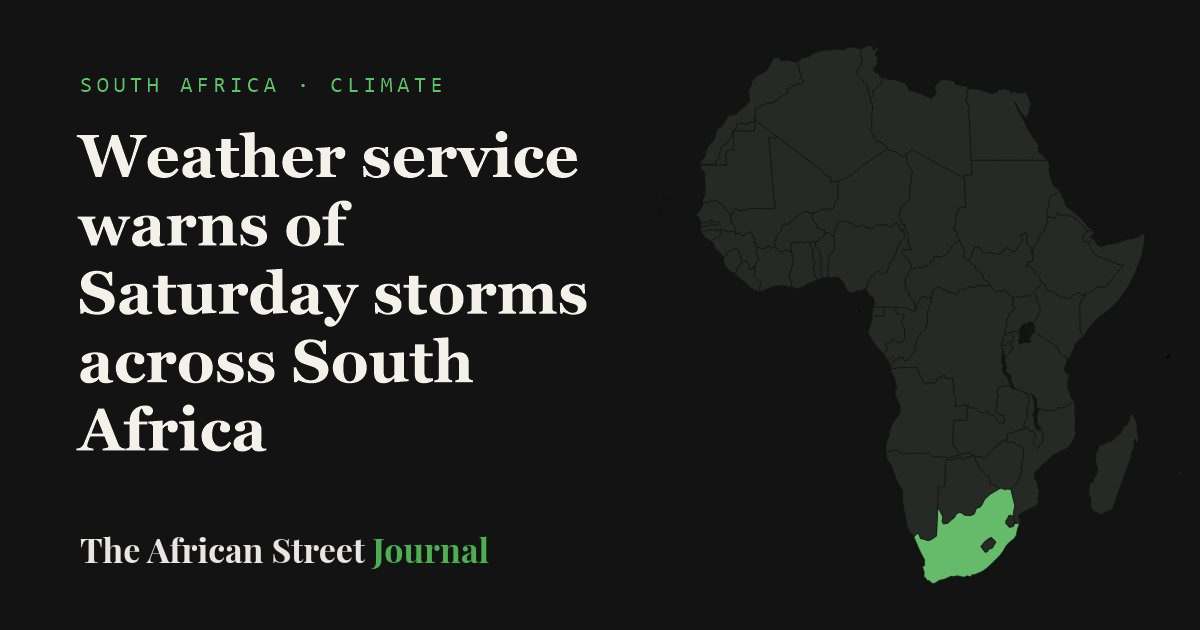 SOUTH AFRICA · CLIMATE
Weather service
warns of
Saturday storms
across South
Africa
The African Street Journal